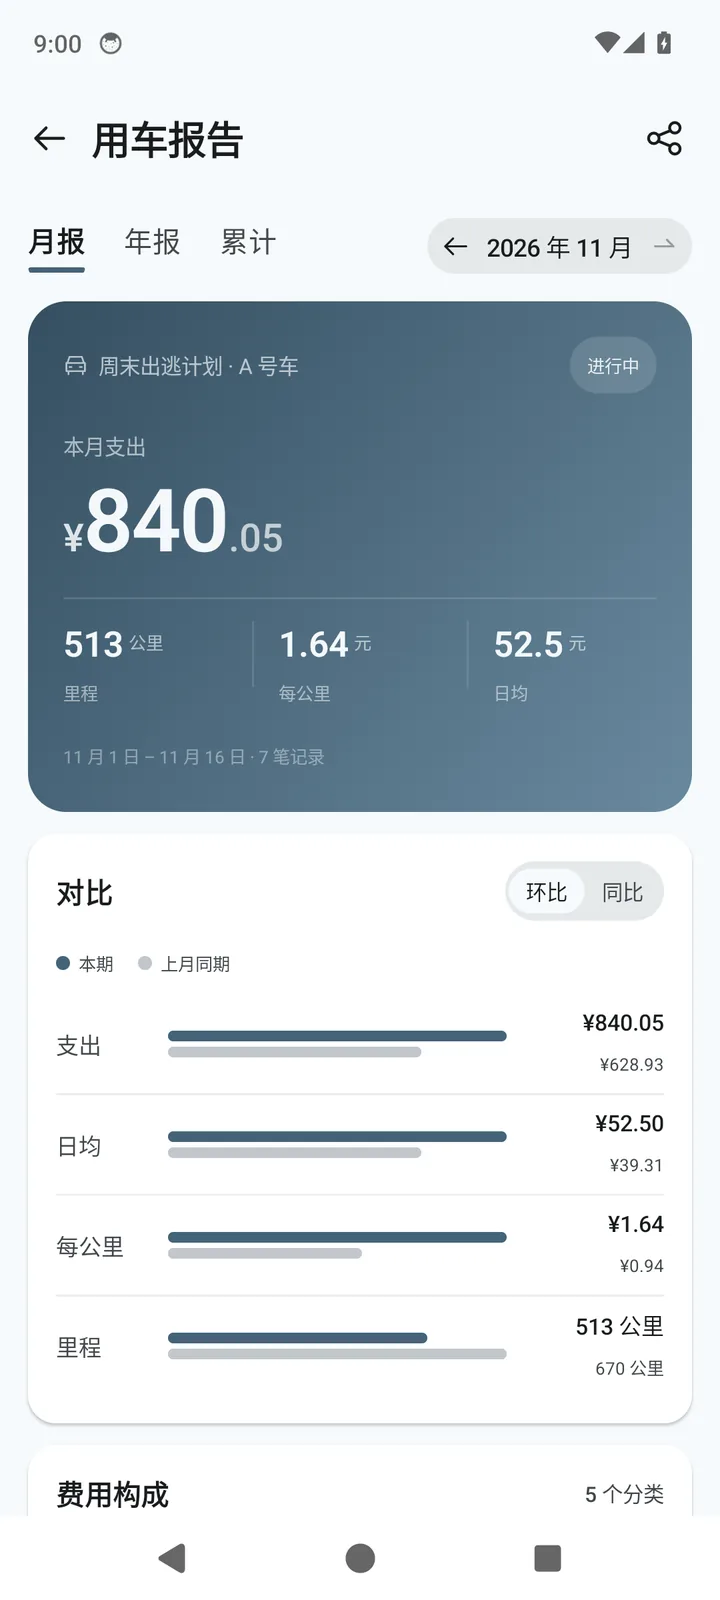 9:00
用车报告
月报 年报 累计 2026 年 11 月
周末出逃计划 · A 号车 进行中
本月支出
¥840.05
513 公里 1.64 元 52.5 元
里程 每公里 日均
11 月 1 日 – 11 月 16 日 · 7 笔记录
对比 环比 同比
本期 上月同期
支出 ¥840.05
¥628.93
日均 ¥52.50
¥39.31
每公里 ¥1.64
¥0.94
里程 513 公里
670 公里
费用构成 5 个分类